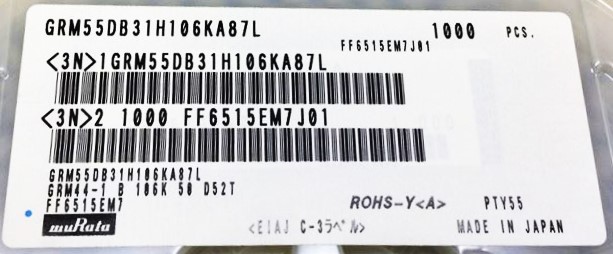 GRM55DB31H106KA87L 1000 PCS.
FF6515EM7J01
<3N>1GRM55DB31H106KA87L
<3N>2 1000 FF6515EM7J01
GRM55DB31H106KA87L
GRM44-1 B 106K 50 D52T
FF6515EM7 ROHS-Y<A> PTY55
muRata <EIAJ C-3ラベル> MADE IN JAPAN